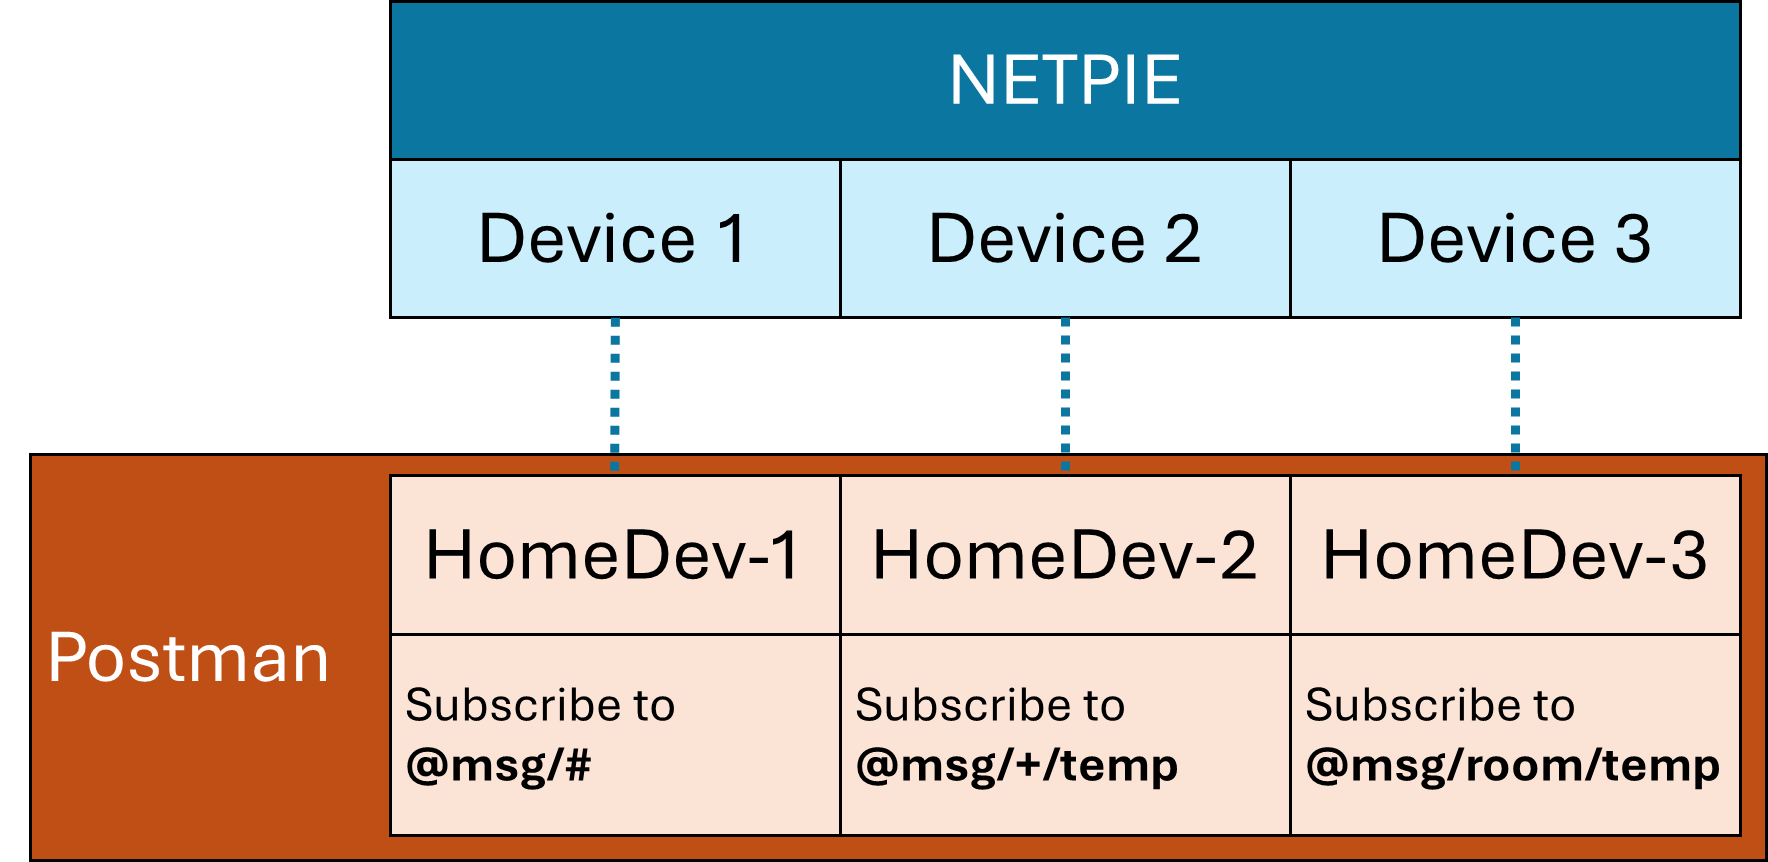 NETPIE
Device 1
Device 2
Device 3
Postman
HomeDev-1
HomeDev-2
HomeDev-3
Subscribe to
@msg/#
Subscribe to
@msg/+/temp
Subscribe to
@msg/room/temp